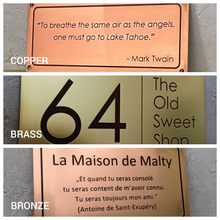 "To breathe the same air as the angels,
one must go to Lake Tahoe."
- Mark Twain
COPPER
64
The
Old
Sweet
Shop
BRASS
La Maison de Malty
„Et quand tu seras consolé
tu seras content de m'avoir connu.
Tu seras toujours mon ami."
(Antoine de Saint-Exupéry)
BRONZE